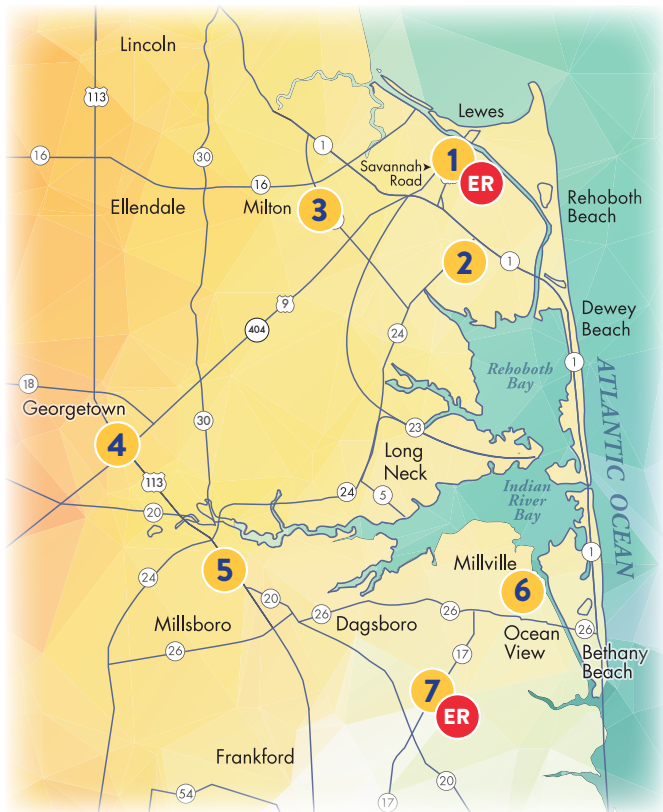 Lincoln
113
Lewes
1
30
16
Savannah
Road
1
ER
16
Ellendale
Milton
3
Rehoboth
Beach
2
1
9
404
Dewey
Beach
24
Rehoboth
Bay
1
ATLANTIC OCEAN
18
Georgetown
30
23
4
Long
Neck
113
24
5
Indian
River
Bay
20
1
24
5
Millville
6
20
Millsboro
26
Dagsboro
26
Ocean
View
26
Bethany
Beach
26
17
7
ER
Frankford
54
20
17